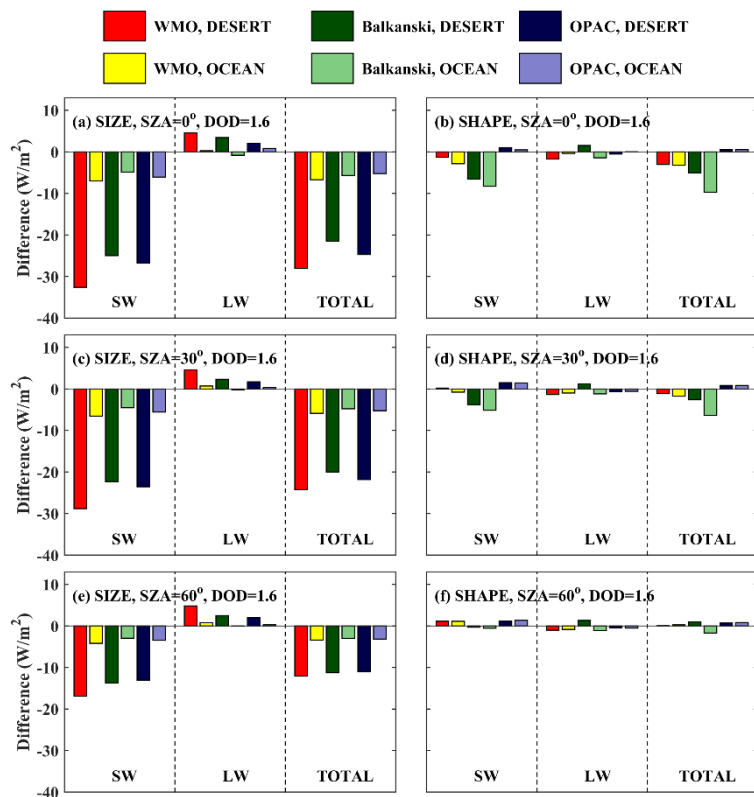 WMO, DESERT Balkanski, DESERT OPAC, DESERT
WMO, OCEAN Balkanski, OCEAN OPAC, OCEAN
(a) SIZE, SZA=0°, DOD=1.6
10
0
-10
-20
-30
-40
Difference (W/m²)
SW LW TOTAL
(b) SHAPE, SZA=0°, DOD=1.6
SW LW TOTAL
(c) SIZE, SZA=30°, DOD=1.6
10
0
-10
-20
-30
-40
Difference (W/m²)
SW LW TOTAL
(d) SHAPE, SZA=30°, DOD=1.6
SW LW TOTAL
(e) SIZE, SZA=60°, DOD=1.6
10
0
-10
-20
-30
-40
Difference (W/m²)
SW LW TOTAL
(f) SHAPE, SZA=60°, DOD=1.6
SW LW TOTAL